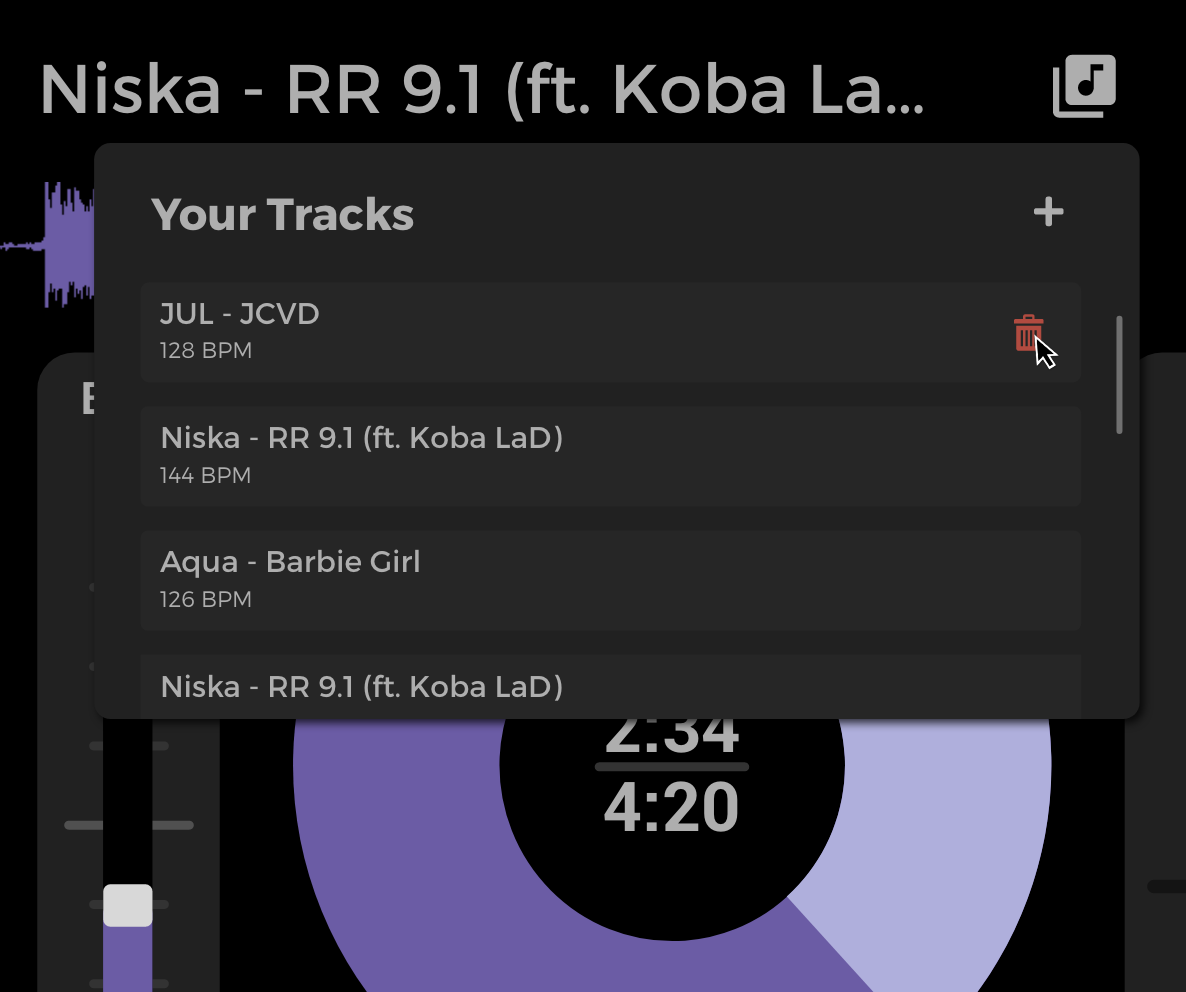 Niska - RR 9.1 (ft. Koba La...
Your Tracks
JUL - JCVD
128 BPM
Niska - RR 9.1 (ft. Koba LaD)
144 BPM
Aqua - Barbie Girl
126 BPM
Niska - RR 9.1 (ft. Koba LaD)
2:34
4:20